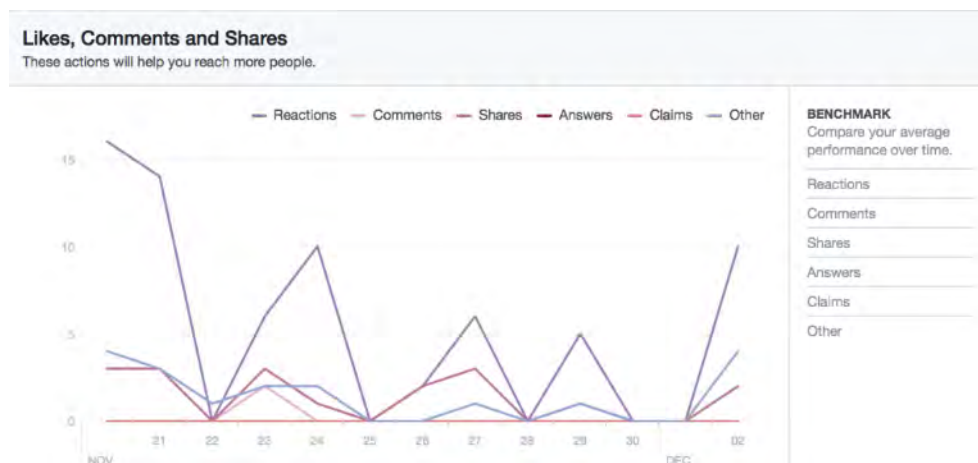 Likes, Comments and Shares
These actions will help you reach more people.
Reactions Comments Shares Answers Claims Other
BENCHMARK
Compare your average
performance over time.
Reactions
Comments
Shares
Answers
Claims
Other
15
10
5
0
21 22 23 24 25 26 27 28 29 30 02
NOV DEC